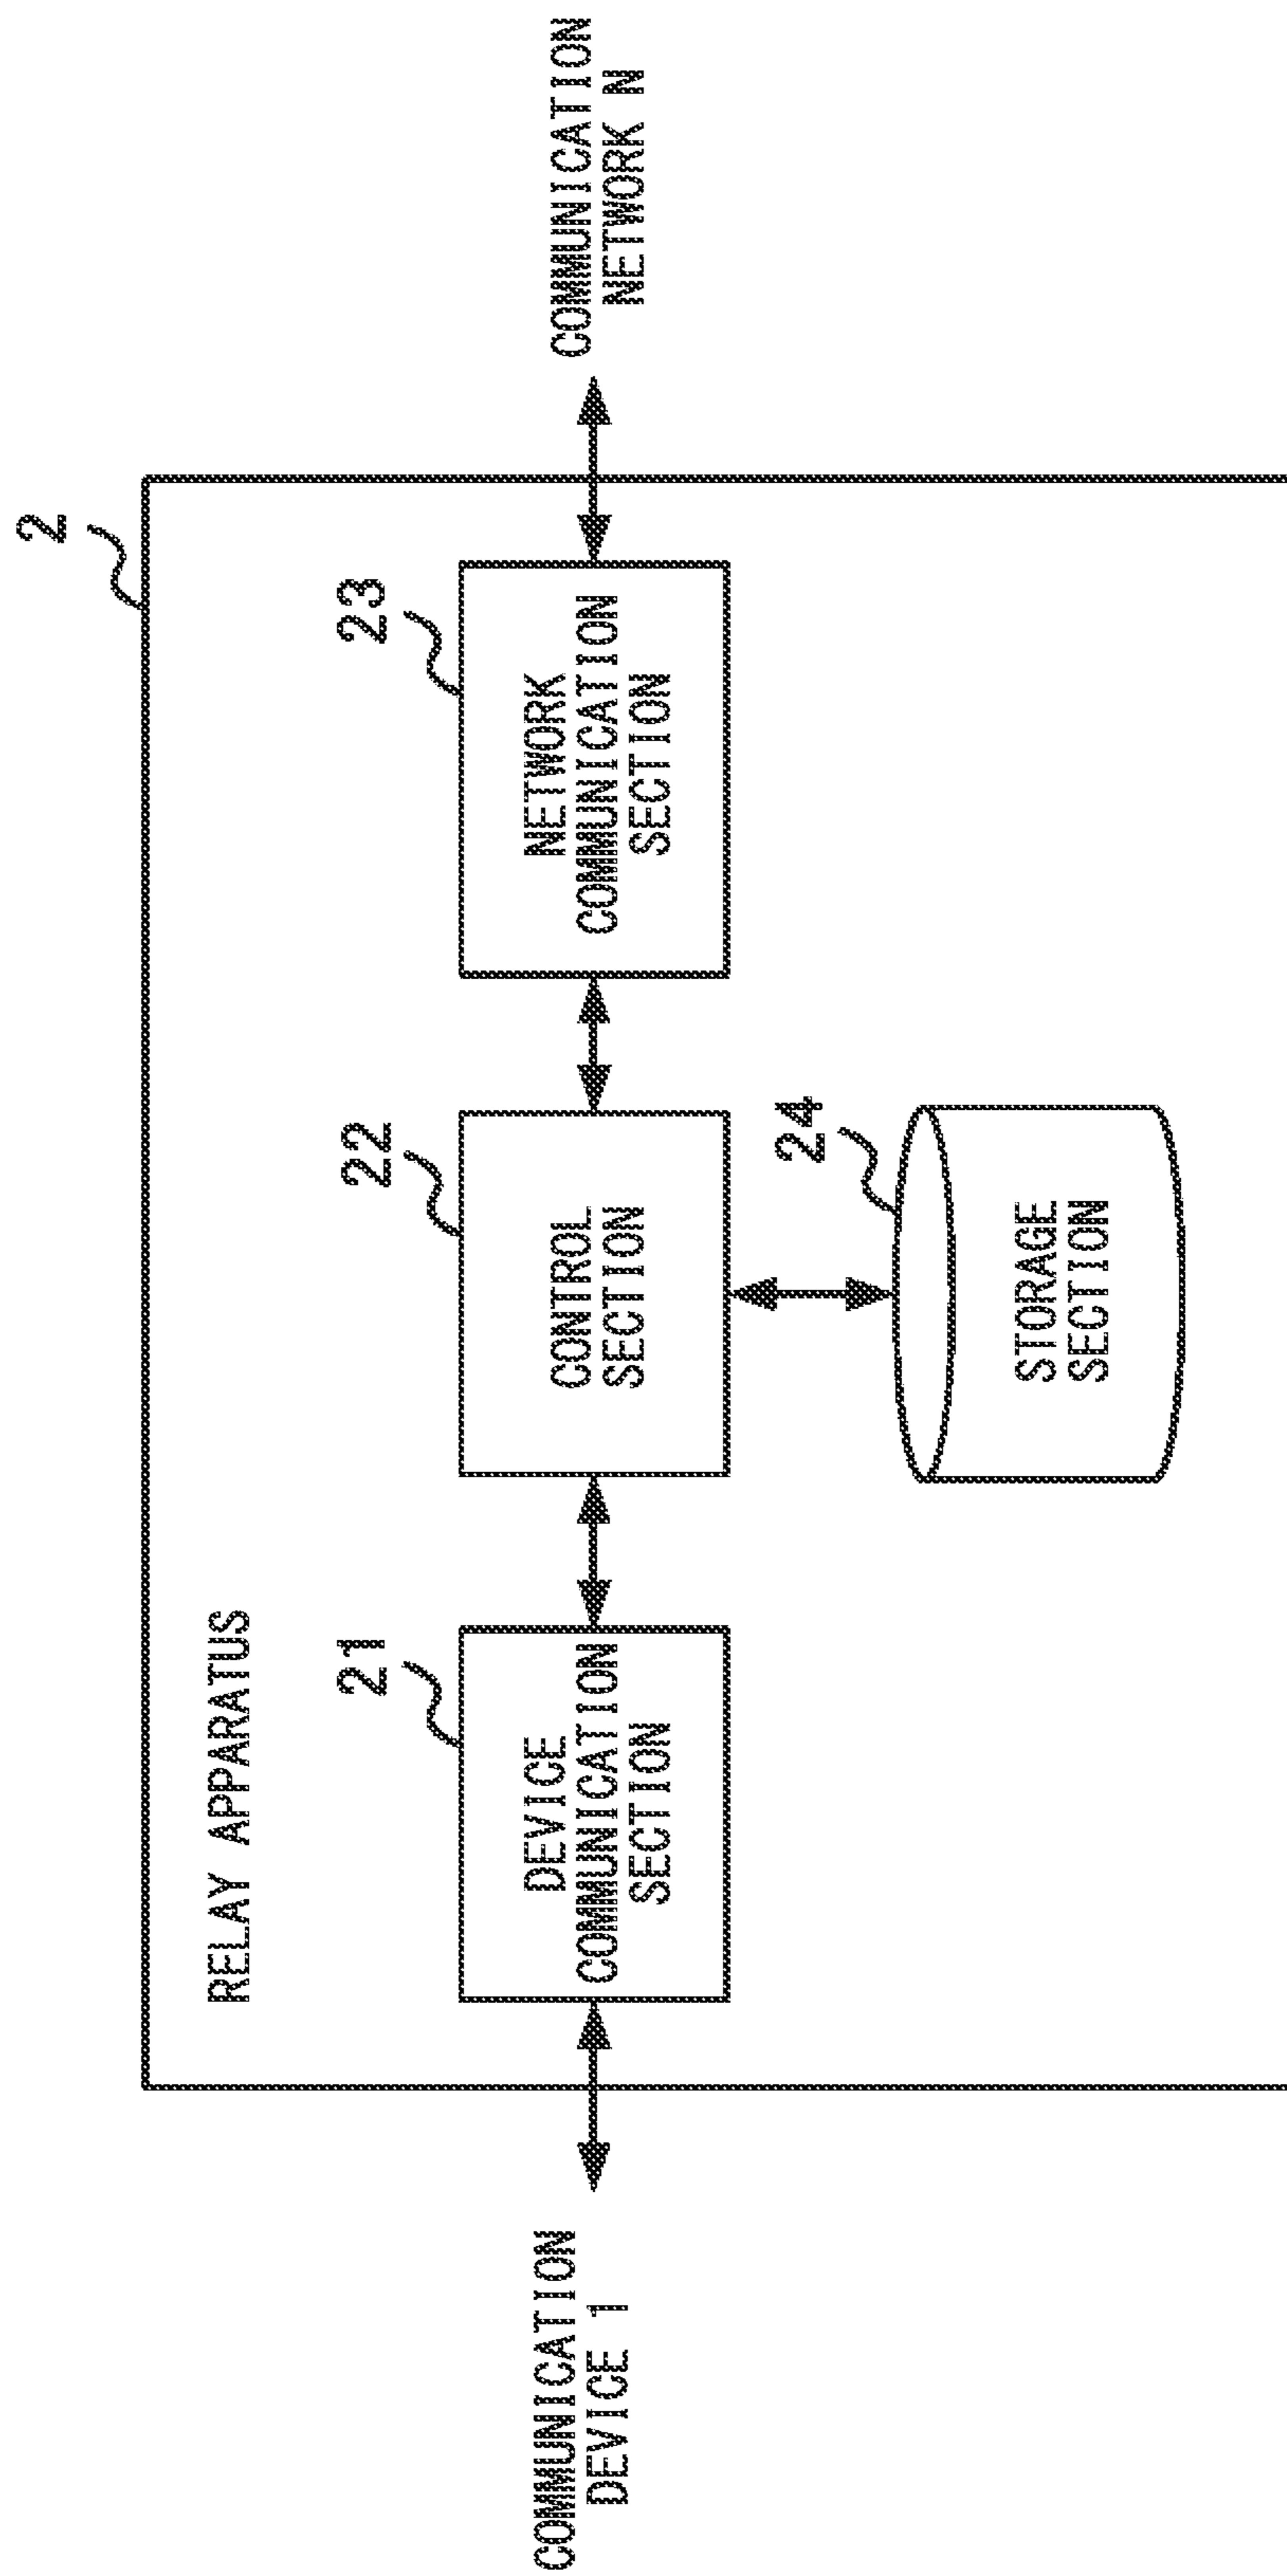 2
RELAY APPARATUS
21
22
23
COMMUNICATION
DEVICE 1
DEVICE
COMMUNICATION
SECTION
CONTROL
SECTION
NETWORK
COMMUNICATION
SECTION
COMMUNICATION
NETWORK N
24
STORAGE
SECTION